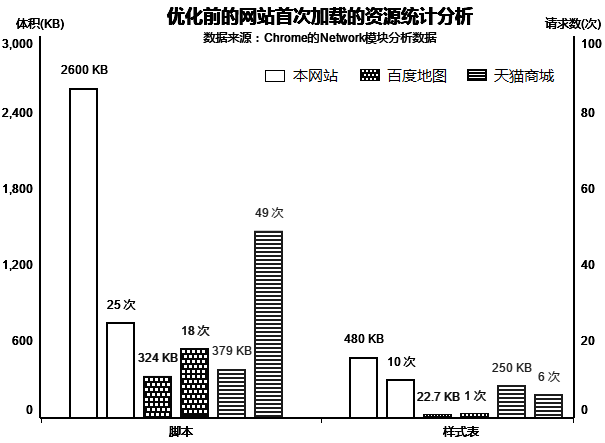 优化前的网站首次加载的资源统计分析
体积(KB)
请求数(次)
数据来源：Chrome的Network模块分析数据
3,000
100
2600 KB
本网站
百度地图
天猫商城
2,400
80
1,800
60
49 次
1,200
40
25 次
600
20
18 次
324 KB
379 KB
480 KB
10 次
22.7 KB
1 次
250 KB
6 次
0
0
脚本
样式表